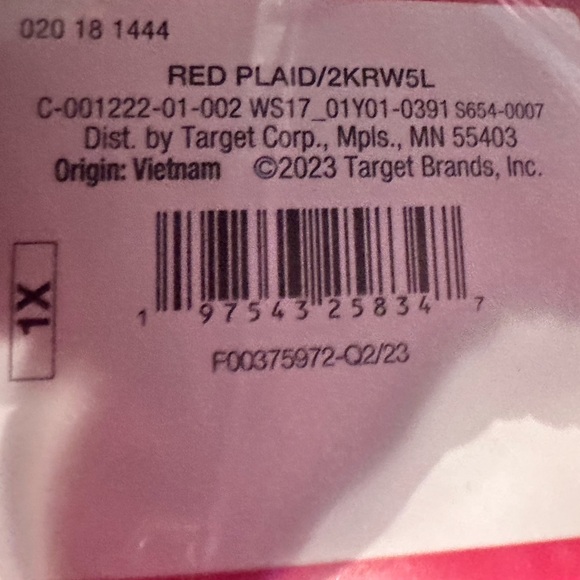 020 18 1444
RED PLAID/2KRW5L
C-001222-01-002 WS17_01Y01-0391 S654-0007
Dist. by Target Corp., Mpls., MN 55403
Origin: Vietnam ©2023 Target Brands, Inc.
1X
1 97543 25834 7
F00375972-Q2/23